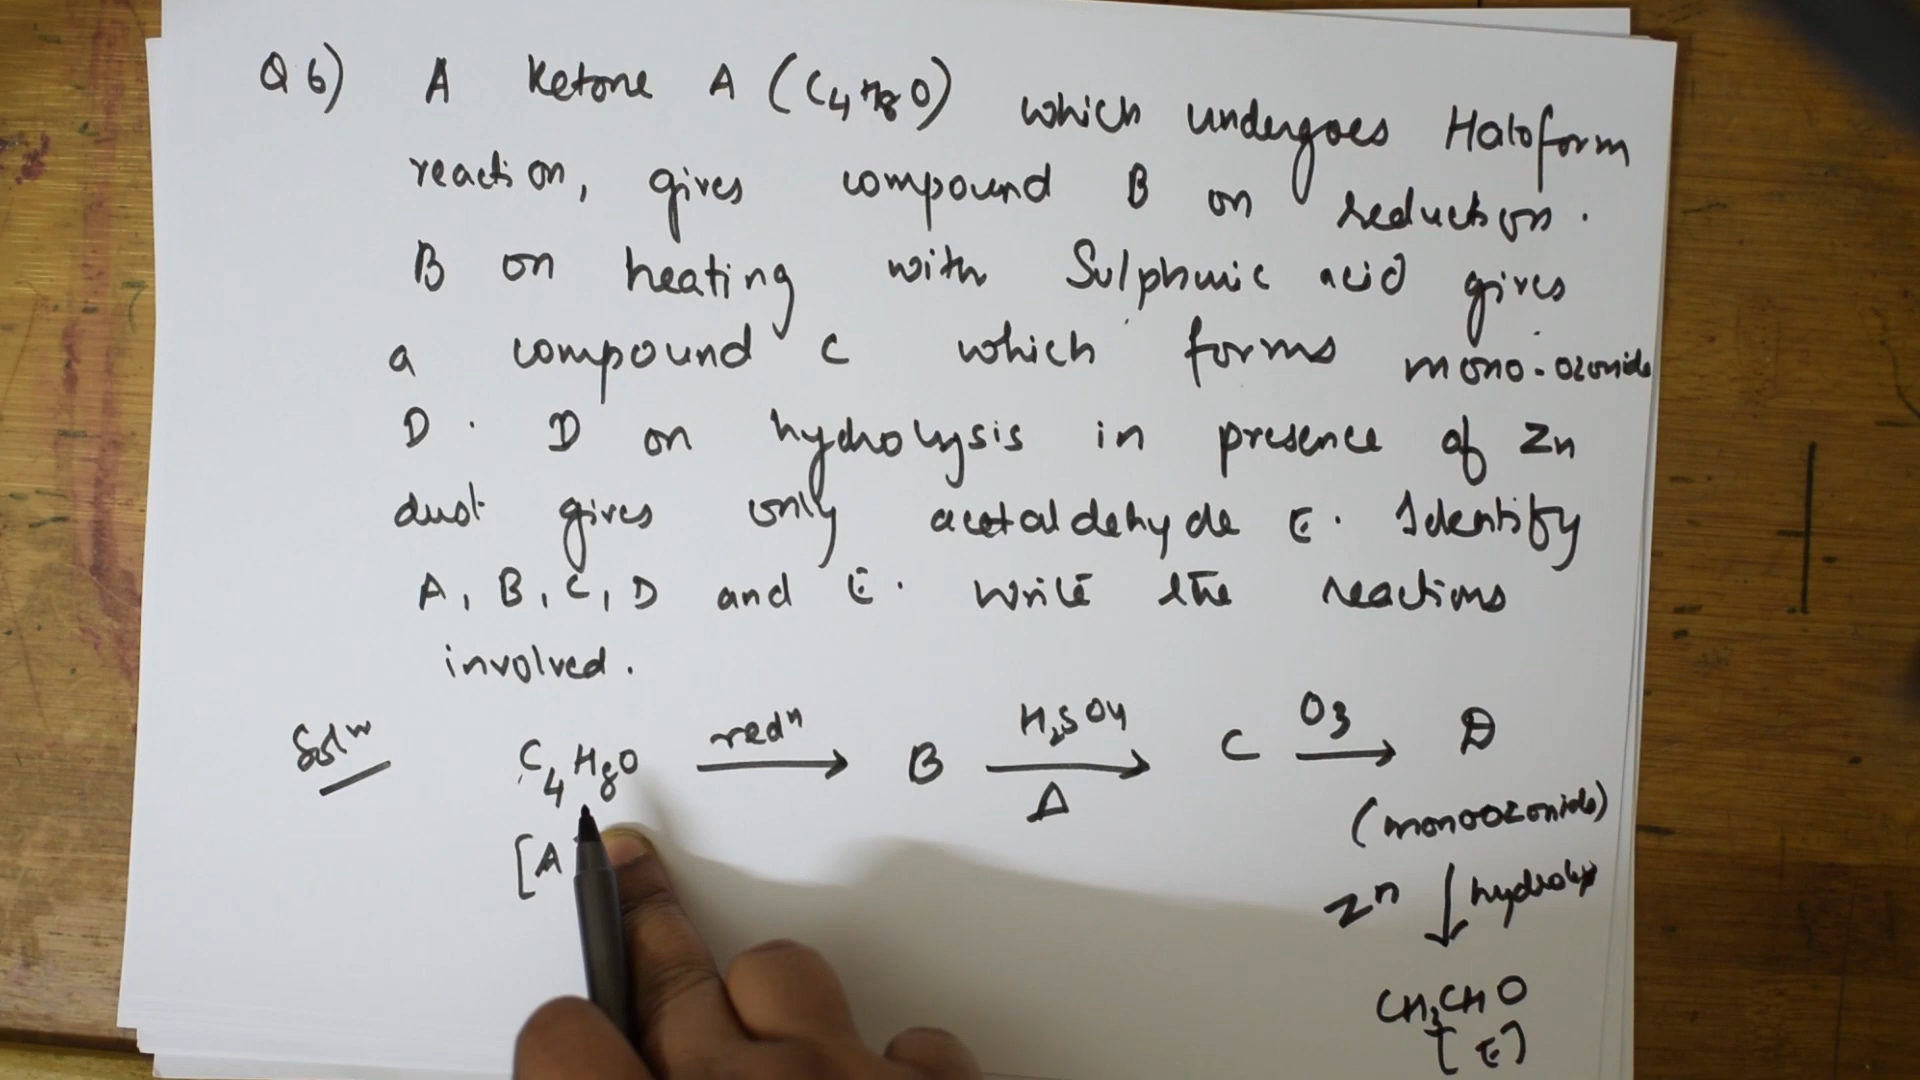 Q6) A Ketone A (C4H8O) which undergoes Haloform
reaction, gives compound B on reduction.
B on heating with Sulphuric acid gives
a compound C which forms mono-ozonide
D. D on hydrolysis in presence of Zn
dust gives only acetaldehyde E. Identify
A, B, C, D and E. Write the reactions
involved.
Soln C4H8O redn B H2SO4 Δ C O3 D
[A (monoozonide)
Zn hydroly
CH3CHO
[E]